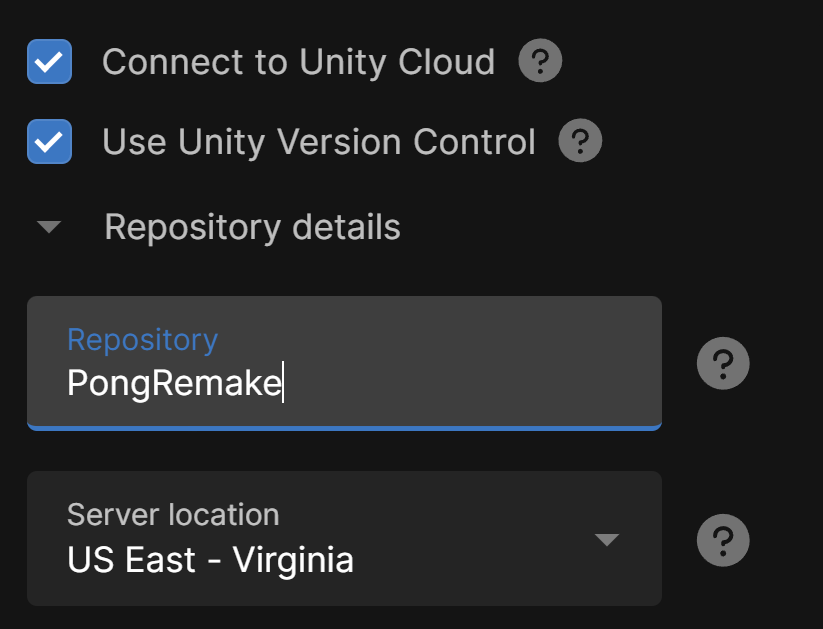 Connect to Unity Cloud ?
Use Unity Version Control ?
Repository details
Repository
PongRemake
?
Server location
US East - Virginia
?